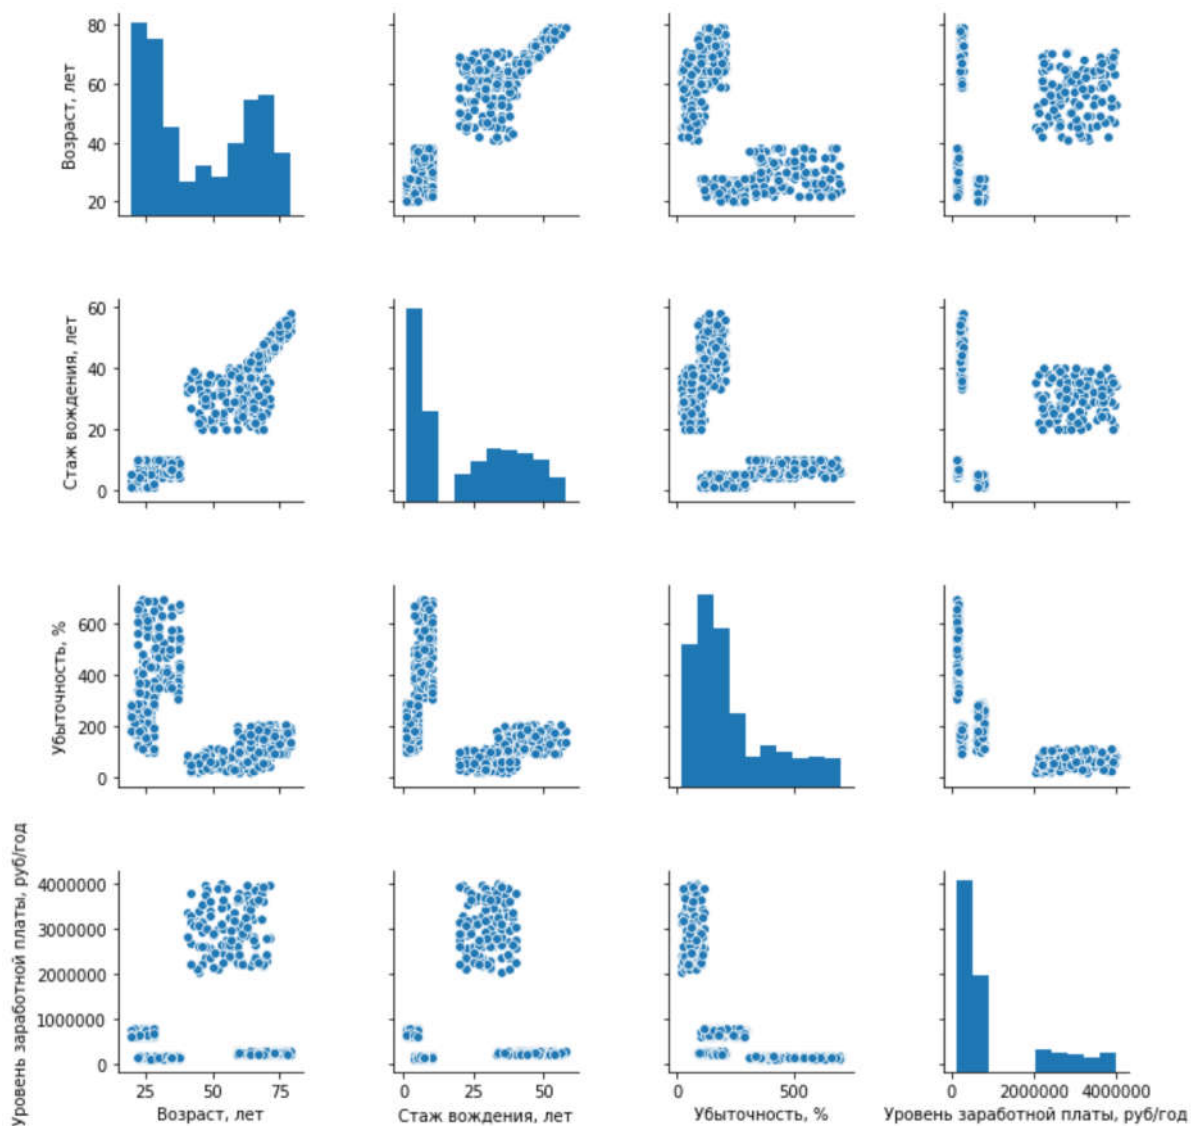 80
60
40
20
Возраст, лет
60
40
20
0
Стаж вождения, лет
600
400
200
0
Убыточность, %
4000000
3000000
2000000
1000000
0
Уровень заработной платы, руб/год
25 50 75
Возраст, лет
0 50
Стаж вождения, лет
0 500
Убыточность, %
0 2000000 4000000
Уровень заработной платы, руб/год